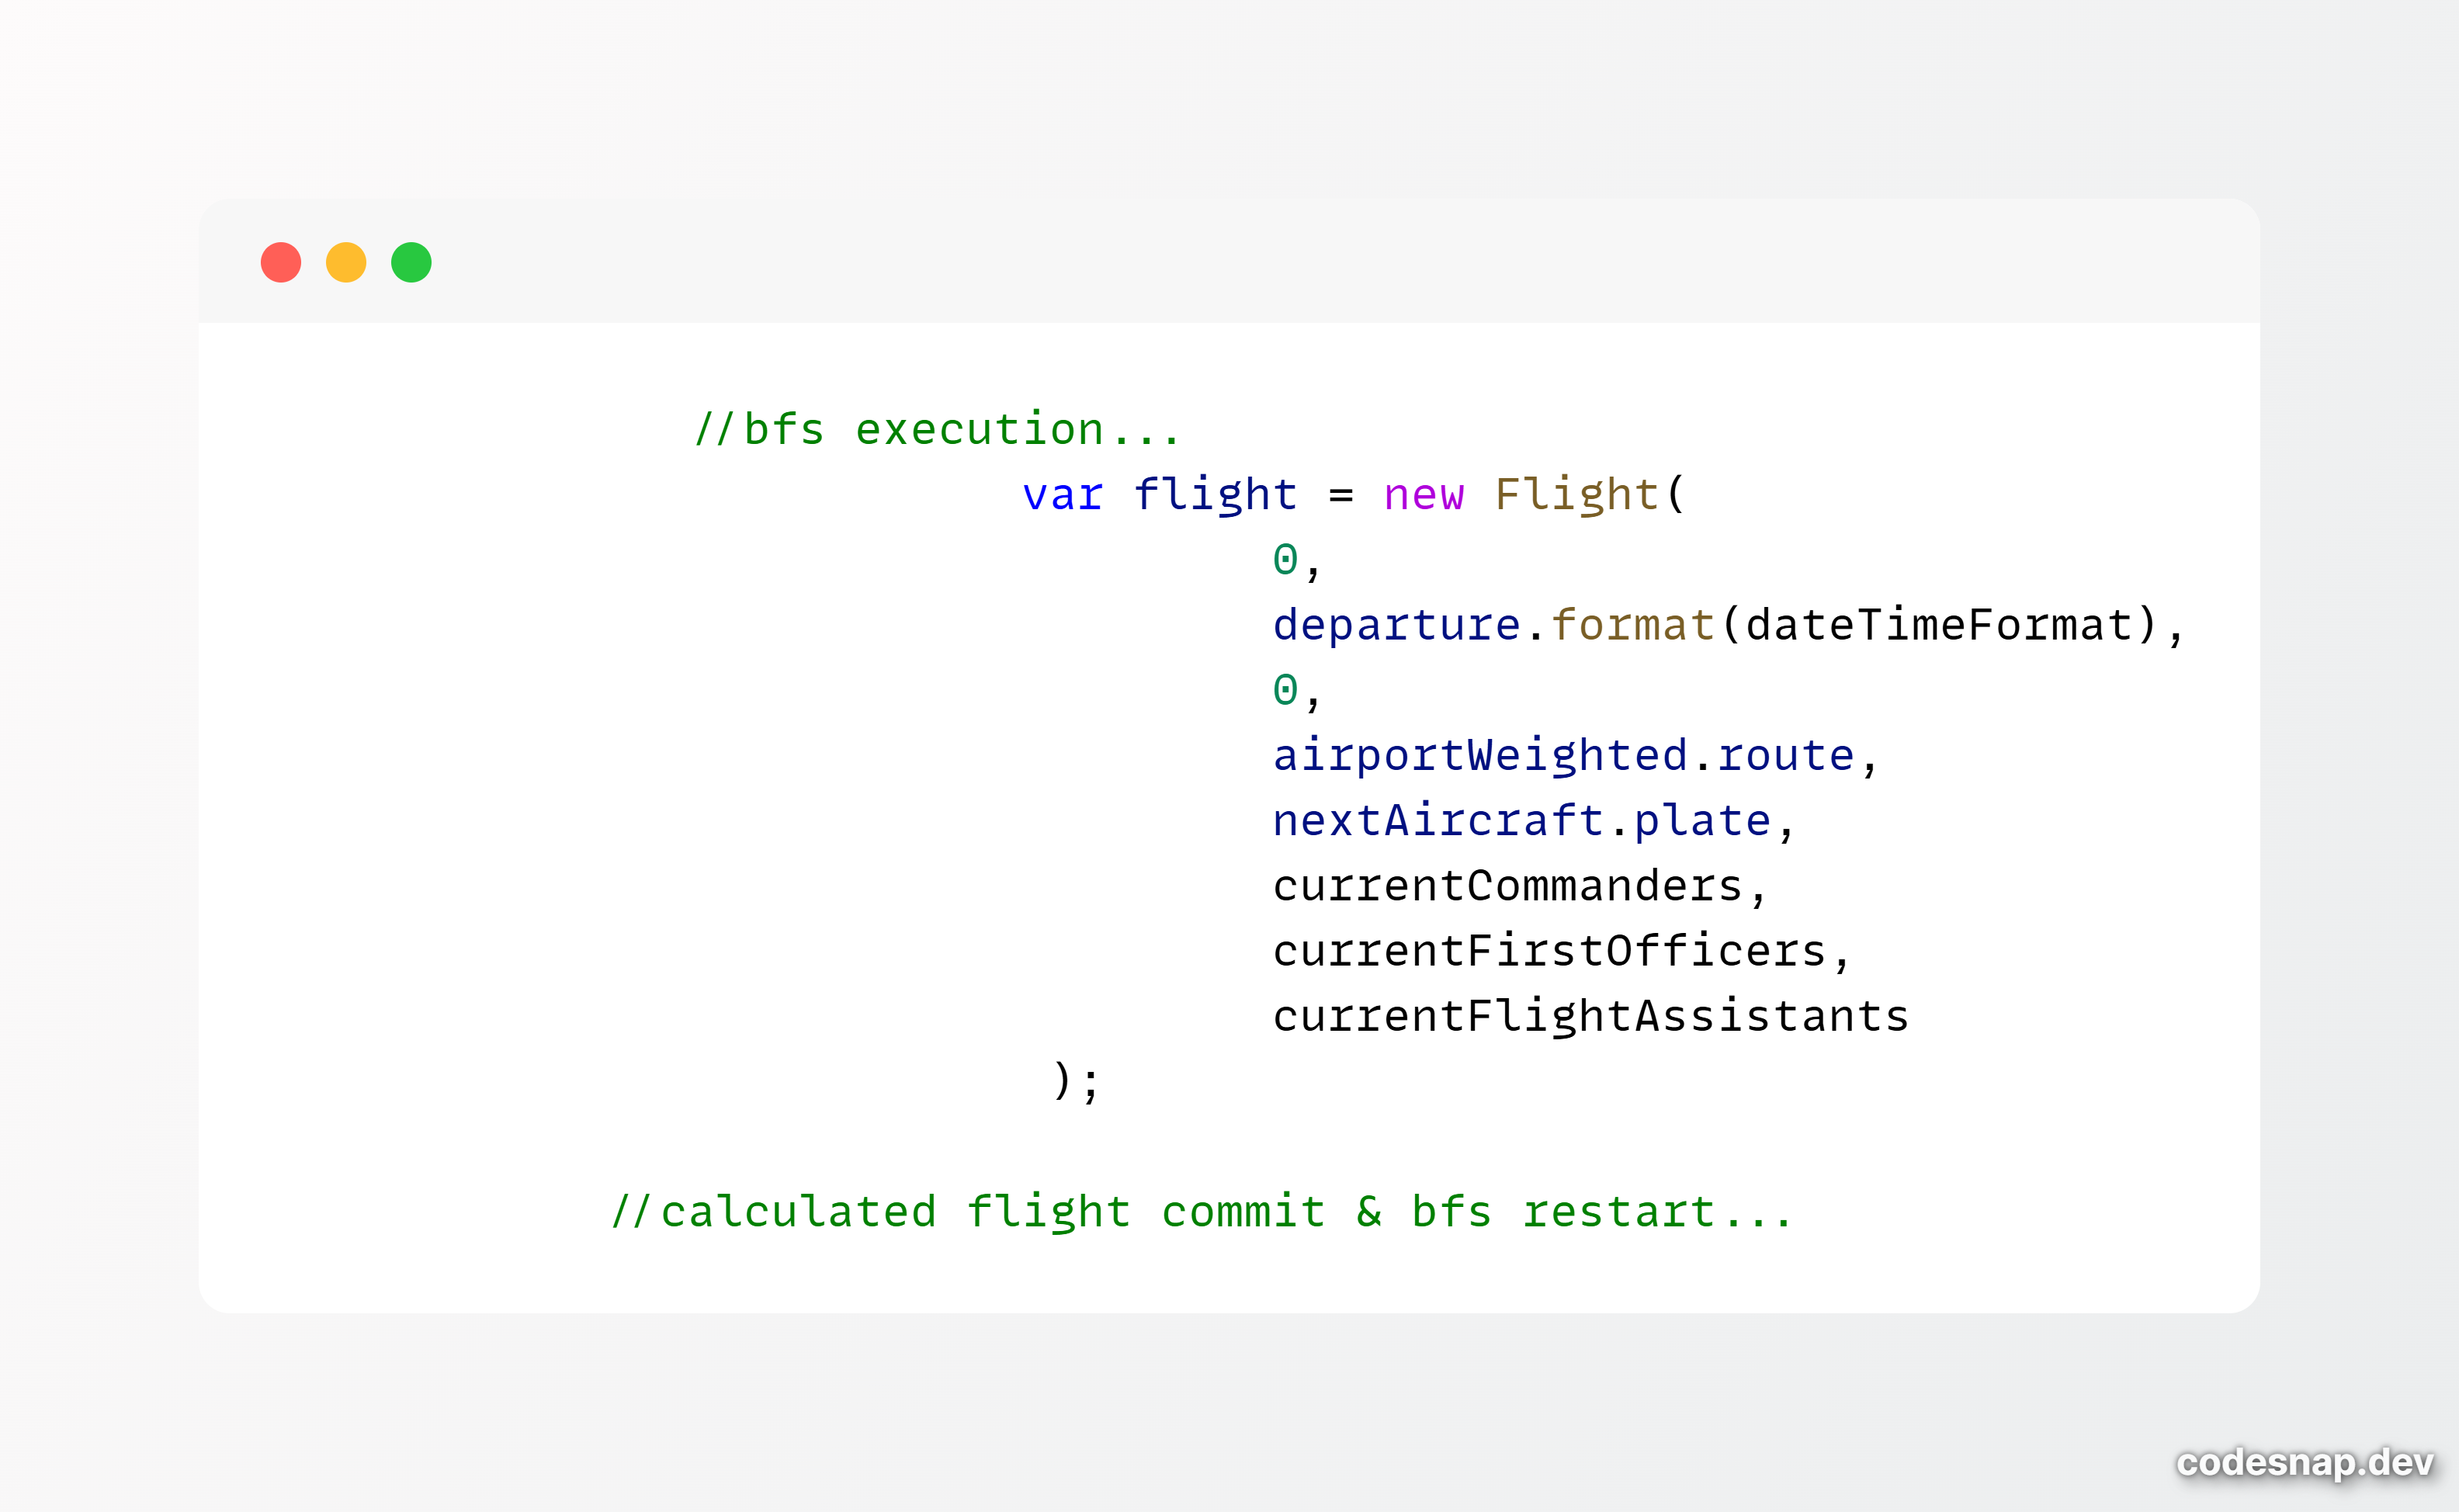 //bfs execution...
var flight = new Flight(
0,
departure.format(dateTimeFormat),
0,
airportWeighted.route,
nextAircraft.plate,
currentCommanders,
currentFirstOfficers,
currentFlightAssistants
);
//calculated flight commit & bfs restart...
codesnap.dev